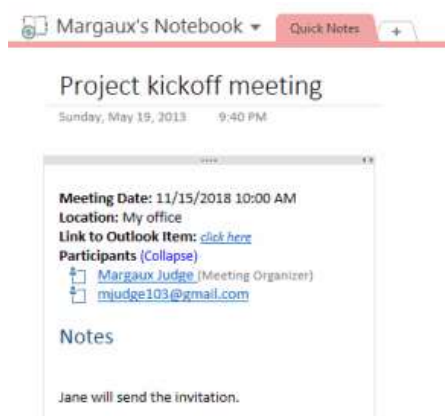 Margaux's Notebook
Quick Notes
+
Project kickoff meeting
Sunday, May 19, 2013 9:40 PM
Meeting Date: 11/15/2018 10:00 AM
Location: My office
Link to Outlook Item: click here
Participants (Collapse)
Margaux Judge (Meeting Organizer)
mjudge103@gmail.com
Notes
Jane will send the invitation.